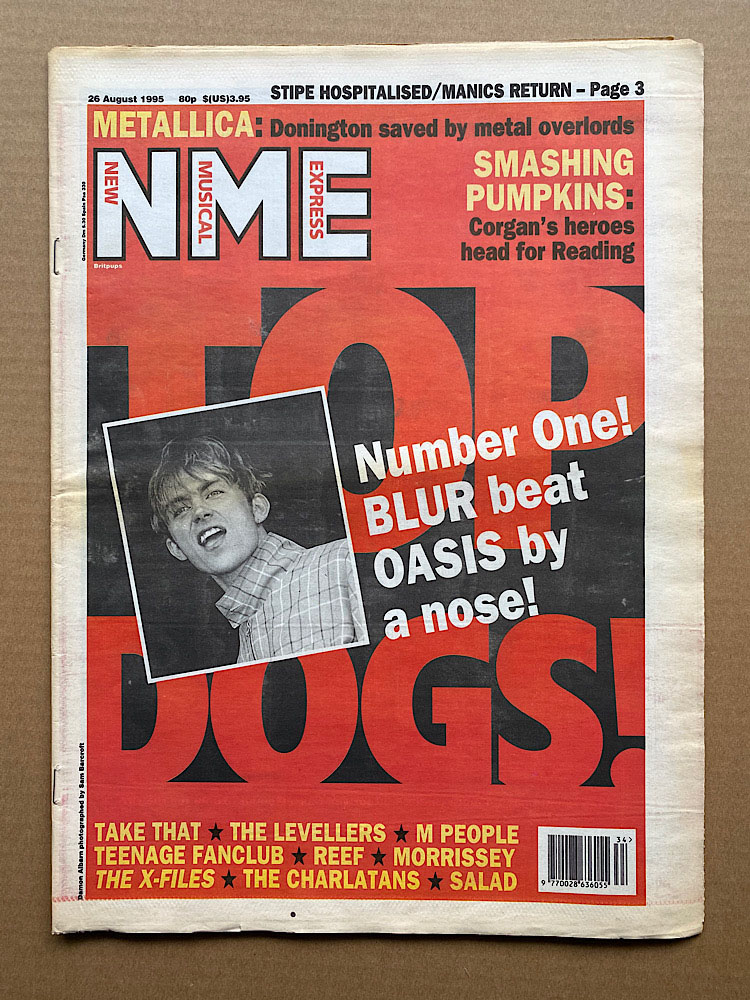 26 August 1995 80p $(US)3.95 STIPE HOSPITALISED/MANICS RETURN – Page 3
METALLICA: Donington saved by metal overlords
NME
NEW
MUSICAL
EXPRESS
Britpups
SMASHING
PUMPKINS:
Corgan's heroes
head for Reading
TOP
Number One!
BLUR beat
OASIS by
a nose!
DOGS!
Damon Albarn photographed by Sam Barcroft
TAKE THAT ★ THE LEVELLERS ★ M PEOPLE
TEENAGE FANCLUB ★ REEF ★ MORRISSEY
THE X-FILES ★ THE CHARLATANS ★ SALAD
34>
9 770028 636055